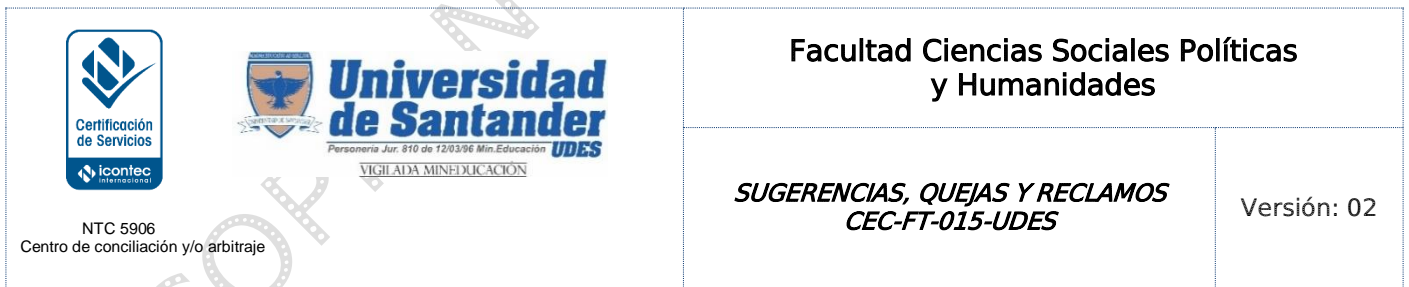 Certificación
de Servicios
icontec
internacional
NTC 5906
Centro de conciliación y/o arbitraje
Universidad
de Santander
Personería Jur. 810 de 12/03/96 Min.Educación UDES
VIGILADA MINEDUCACIÓN
Facultad Ciencias Sociales Políticas
y Humanidades
SUGERENCIAS, QUEJAS Y RECLAMOS
CEC-FT-015-UDES
Versión: 02